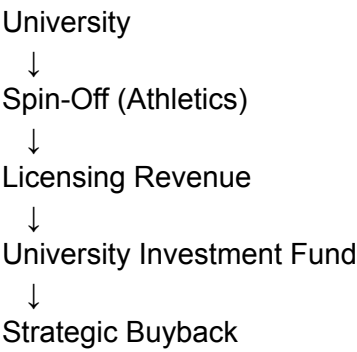 University
↓
Spin-Off (Athletics)
↓
Licensing Revenue
↓
University Investment Fund
↓
Strategic Buyback